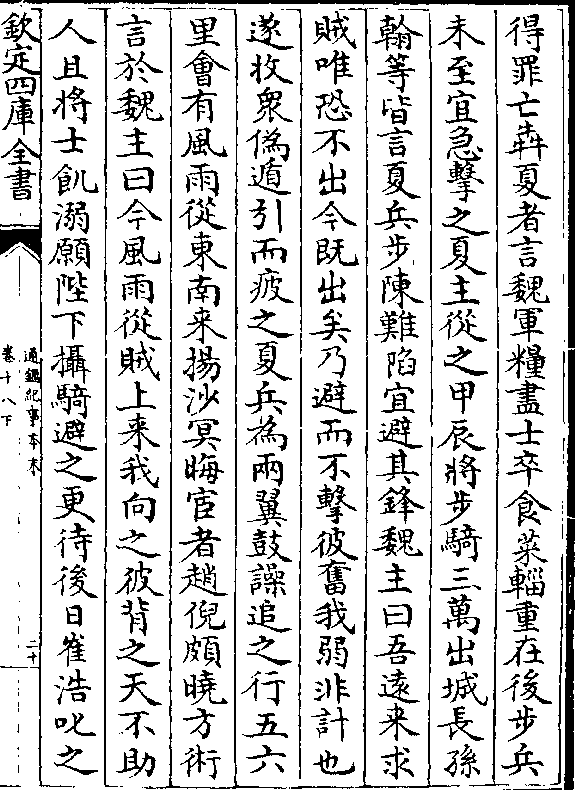 得罪亡犇夏者言魏軍糧盡士卒食菜輜重在後步兵
未至宜急擊之夏主從之甲辰將步騎三萬出城長孫
翰等皆言夏兵步陳難陷宜避其鋒魏主曰吾逺来求
賊唯恐不出今既出矣乃避而不擊彼奮我弱非計也
遂收衆偽遁引而疲之夏兵為兩翼鼓譟追之行五六
里會有風雨從東南来揚沙冥晦宦者趙倪頗曉方術
言於魏主曰今風雨從賊上来我向之彼背之天不助
人且將士飢溺願陛下攝騎避之更待後日崔浩叱之
欽定四庫全書
通鑑紀事本末
卷十八下
二十